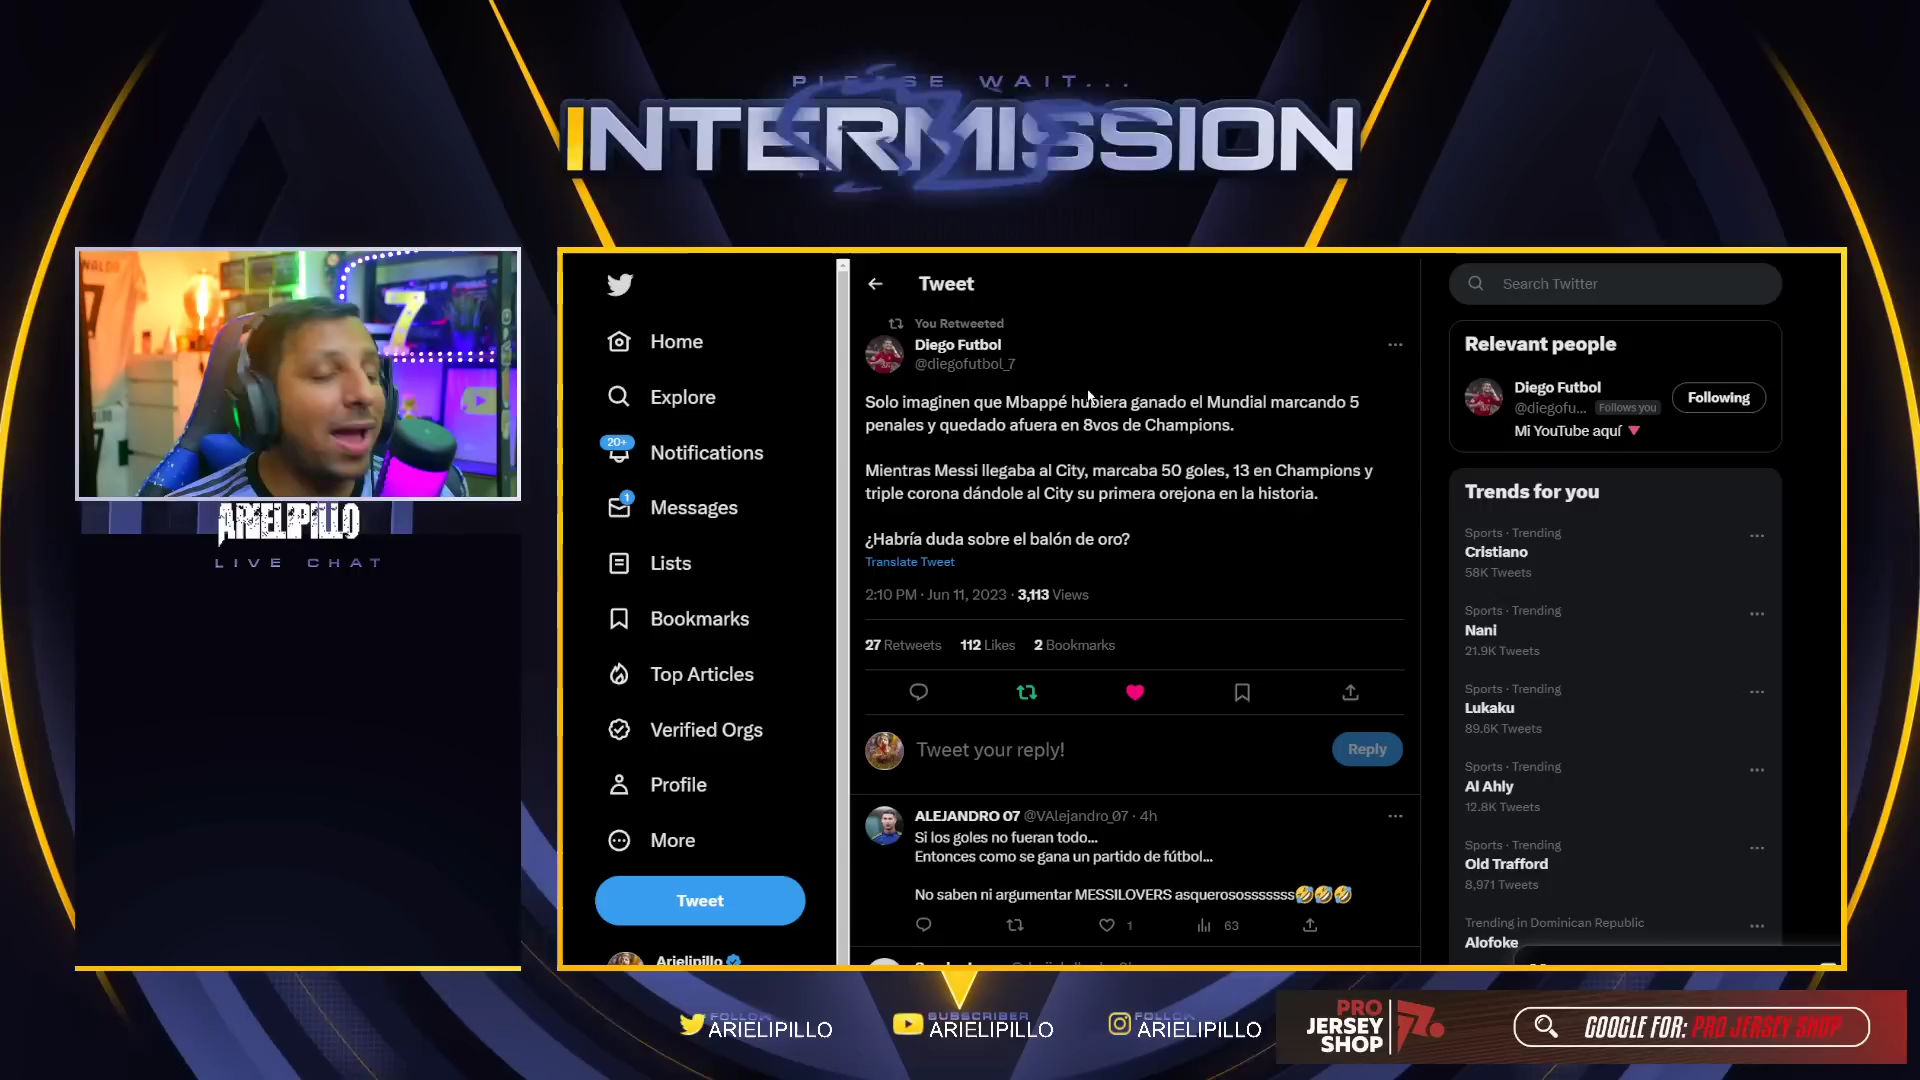 PLEASE WAIT...
INTERMISSION
7
ARIELIPILLO
LIVE CHAT
Home
Explore
20+
Notifications
1
Messages
Lists
Bookmarks
Top Articles
Verified Orgs
Profile
More
Tweet
Arielipillo
Tweet
You Retweeted
Diego Futbol
@diegofutbol_7
Solo imaginen que Mbappé hubiera ganado el Mundial marcando 5
penales y quedado afuera en 8vos de Champions.
Mientras Messi llegaba al City, marcaba 50 goles, 13 en Champions y
triple corona dándole al City su primera orejona en la historia.
¿Habría duda sobre el balón de oro?
Translate Tweet
2:10 PM · Jun 11, 2023 · 3,113 Views
27 Retweets 112 Likes 2 Bookmarks
Tweet your reply!
Reply
ALEJANDRO 07 @VAlejandro_07 · 4h
Si los goles no fueran todo...
Entonces como se gana un partido de fútbol...
No saben ni argumentar MESSILOVERS asquerosossssssss🤣🤣🤣
1
63
Search Twitter
Relevant people
Diego Futbol
@diegofu... Follows you
Following
Mi YouTube aquí 🔻
Trends for you
Sports · Trending
Cristiano
58K Tweets
Sports · Trending
Nani
21.9K Tweets
Sports · Trending
Lukaku
89.6K Tweets
Sports · Trending
Al Ahly
12.8K Tweets
Sports · Trending
Old Trafford
8,971 Tweets
Trending in Dominican Republic
Alofoke
FOLLOW
ARIELIPILLO
SUBSCRIBER
ARIELIPILLO
FOLLOW
ARIELIPILLO
PRO
JERSEY
SHOP
GOOGLE FOR: PRO JERSEY SHOP